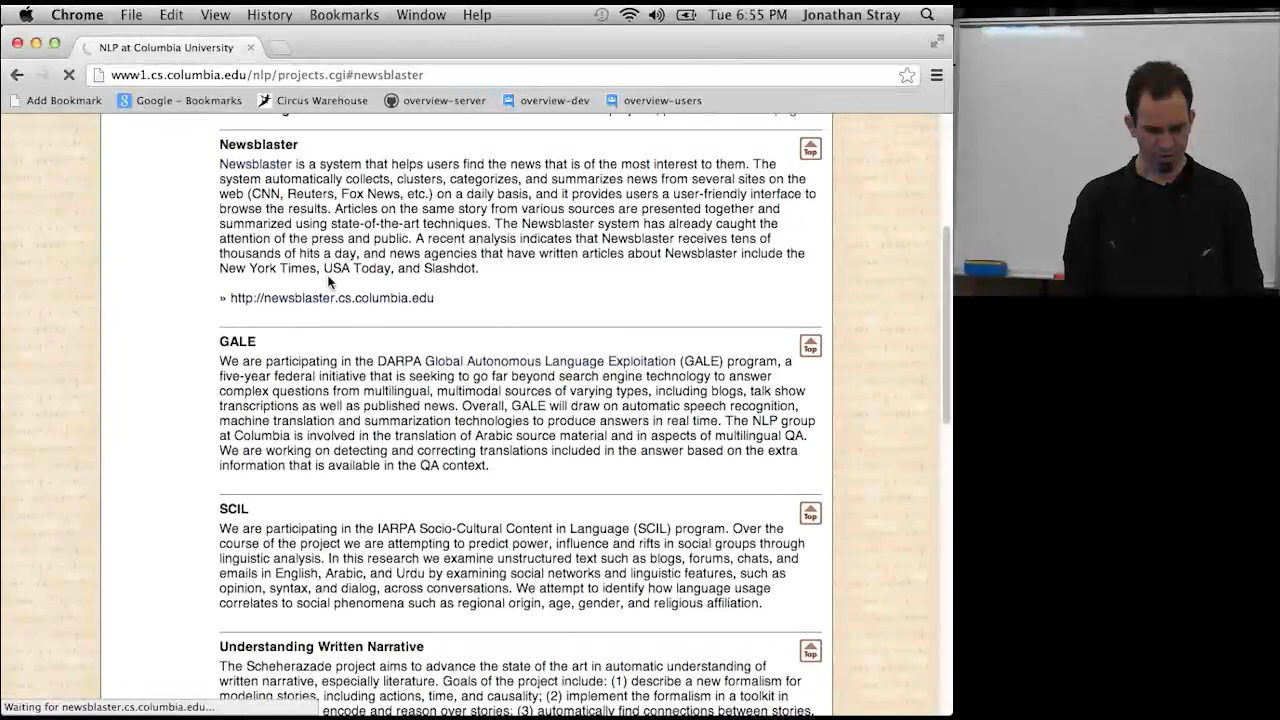 Chrome File Edit View History Bookmarks Window Help Tue 6:55 PM Jonathan Stray
NLP at Columbia University
www1.cs.columbia.edu/nlp/projects.cgi#newsblaster
Add Bookmark Google – Bookmarks Circus Warehouse overview-server overview-dev overview-users
Newsblaster
Top
Newsblaster is a system that helps users find the news that is of the most interest to them. The
system automatically collects, clusters, categorizes, and summarizes news from several sites on the
web (CNN, Reuters, Fox News, etc.) on a daily basis, and it provides users a user-friendly interface to
browse the results. Articles on the same story from various sources are presented together and
summarized using state-of-the-art techniques. The Newsblaster system has already caught the
attention of the press and public. A recent analysis indicates that Newsblaster receives tens of
thousands of hits a day, and news agencies that have written articles about Newsblaster include the
New York Times, USA Today, and Slashdot.
» http://newsblaster.cs.columbia.edu
GALE
Top
We are participating in the DARPA Global Autonomous Language Exploitation (GALE) program, a
five-year federal initiative that is seeking to go far beyond search engine technology to answer
complex questions from multilingual, multimodal sources of varying types, including blogs, talk show
transcriptions as well as published news. Overall, GALE will draw on automatic speech recognition,
machine translation and summarization technologies to produce answers in real time. The NLP group
at Columbia is involved in the translation of Arabic source material and in aspects of multilingual QA.
We are working on detecting and correcting translations included in the answer based on the extra
information that is available in the QA context.
SCIL
Top
We are participating in the IARPA Socio-Cultural Content in Language (SCIL) program. Over the
course of the project we are attempting to predict power, influence and rifts in social groups through
linguistic analysis. In this research we examine unstructured text such as blogs, forums, chats, and
emails in English, Arabic, and Urdu by examining social networks and linguistic features, such as
opinion, syntax, and dialog, across conversations. We attempt to identify how language usage
correlates to social phenomena such as regional origin, age, gender, and religious affiliation.
Understanding Written Narrative
Top
The Scheherazade project aims to advance the state of the art in automatic understanding of
written narrative, especially literature. Goals of the project include: (1) describe a new formalism for
modeling stories, including actions, time, and causality; (2) implement the formalism in a toolkit in
encode and reason over stories; (3) automatically find connections between stories,
Waiting for newsblaster.cs.columbia.edu...